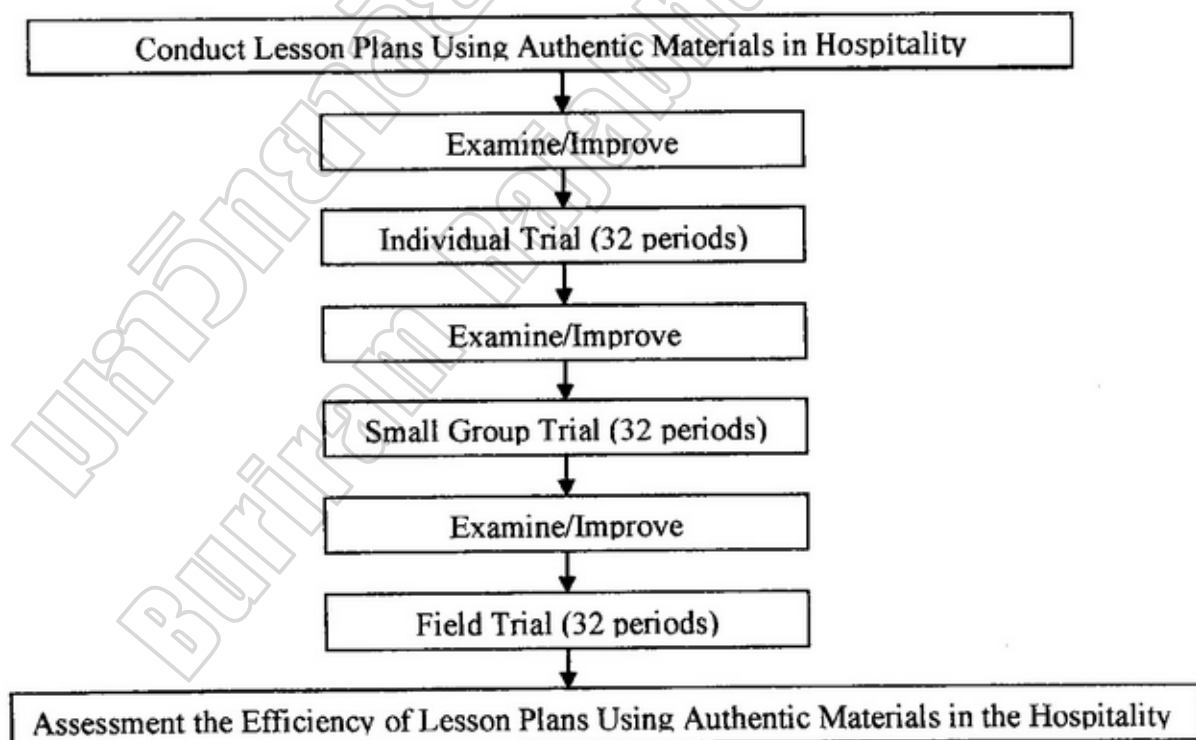 Conduct Lesson Plans Using Authentic Materials in Hospitality
Examine/Improve
Individual Trial (32 periods)
Examine/Improve
Small Group Trial (32 periods)
Examine/Improve
Field Trial (32 periods)
Assessment the Efficiency of Lesson Plans Using Authentic Materials in the Hospitality
Buriram